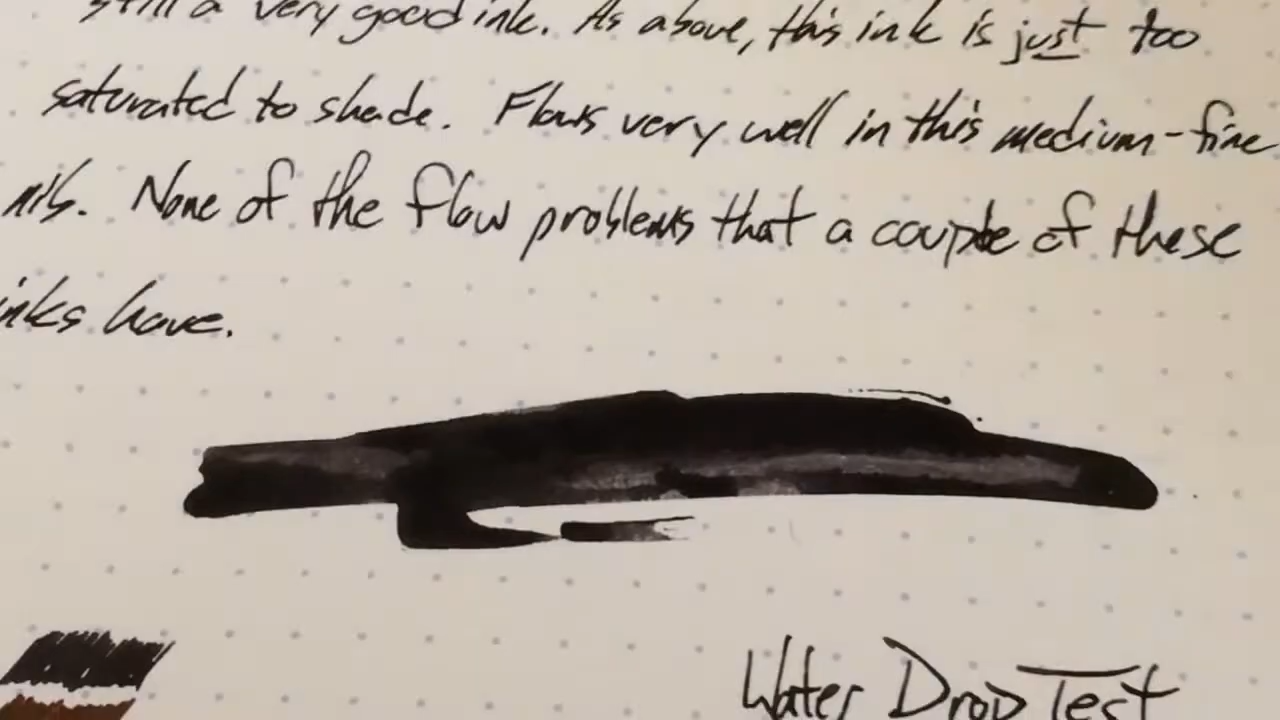 still a very good ink. As above, this ink is just too
saturated to shade. Flows very well in this medium-fine
nib. None of the flow problems that a couple of these
inks have.
Water Drop Test